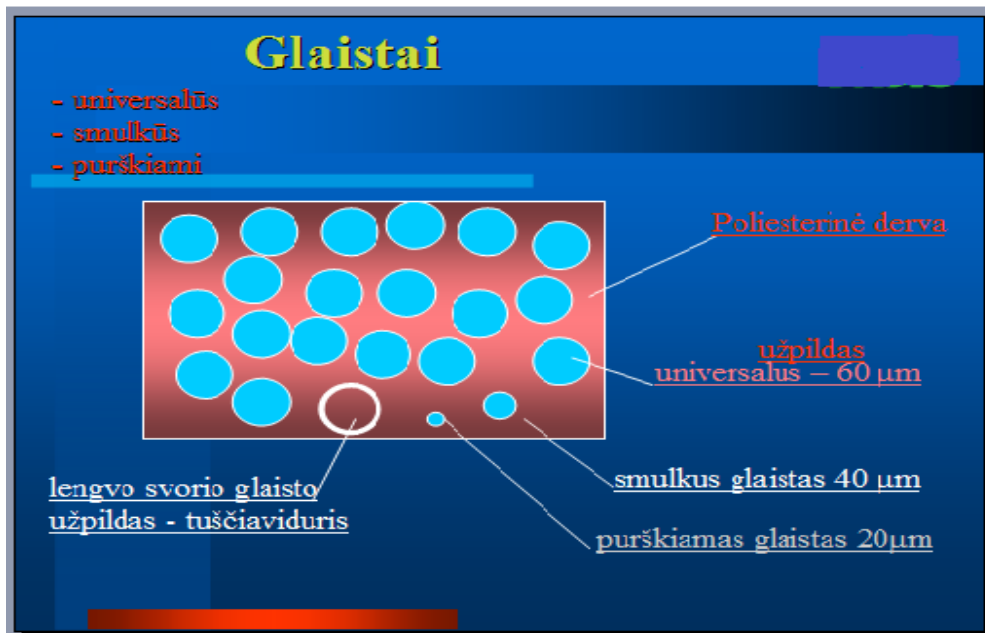 Glaistai
- universalūs
- smulkūs
- purškiami
Poliesterinė derva
užpildas
universalus – 60 μm
smulkus glaistas 40 μm
purškiamas glaistas 20μm
lengvo svorio glaisto
užpildas - tuščiaviduris